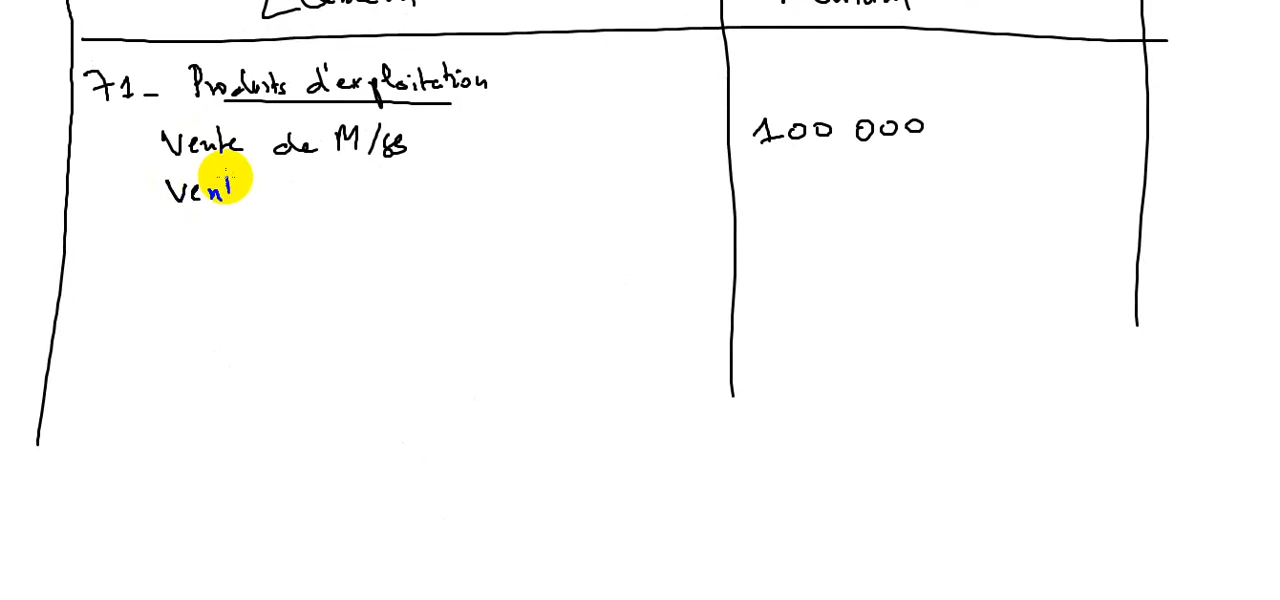 71- Produits d'exploitation
Vente de M/ses 100 000
Ven